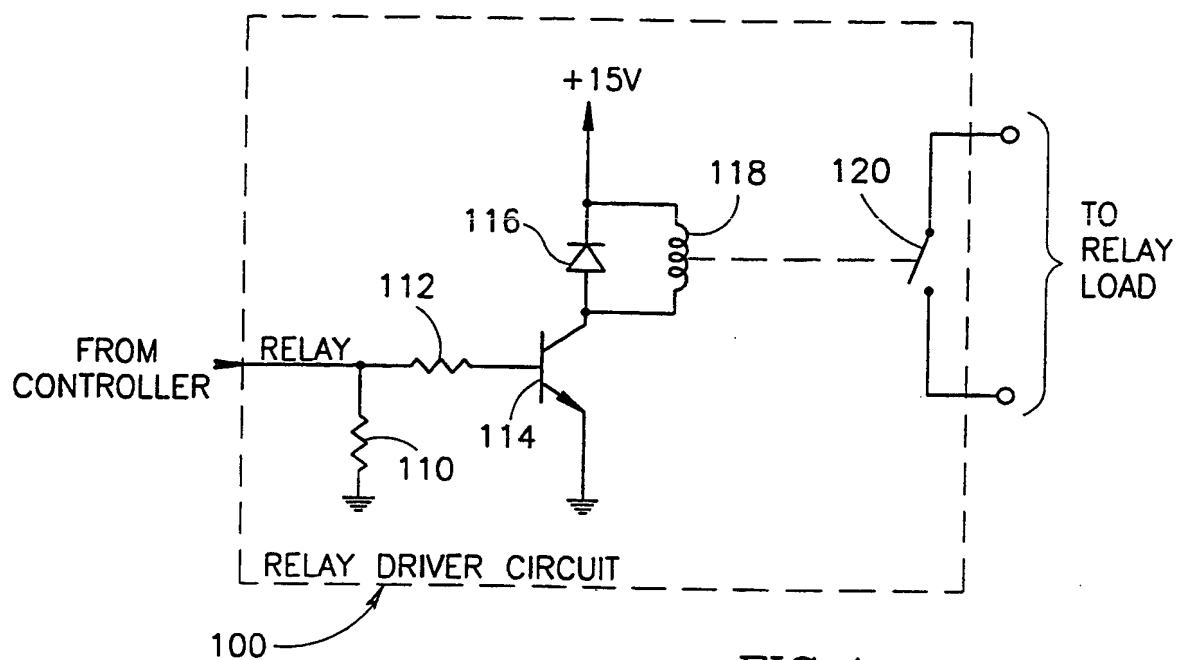 +15V
118
120
116
TO
RELAY
LOAD
112
FROM
CONTROLLER
RELAY
114
110
RELAY DRIVER CIRCUIT
100